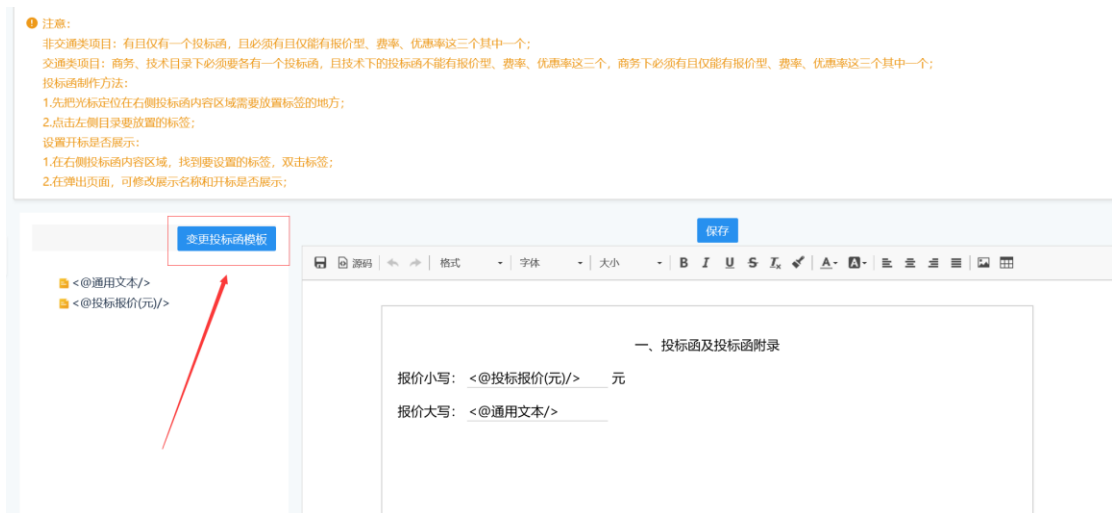 注意:
非交通类项目：有且仅有一个投标函，且必须有且仅能有报价型、费率、优惠率这三个其中一个；
交通类项目：商务、技术目录下必须要各有一个投标函，且技术下的投标函不能有报价型、费率、优惠率这三个，商务下必须有且仅能有报价型、费率、优惠率这三个其中一个；
投标函制作方法：
1.先把光标定位在右侧投标函内容区域需要放置标签的地方；
2.点击左侧目录要放置的标签；
设置开标是否展示：
1.在右侧投标函内容区域，找到要设置的标签，双击标签；
2.在弹出页面，可修改展示名称和开标是否展示；
变更投标函模板
保存
源码 格式 字体 大小 B I U S Ix A A
<@通用文本/>
<@投标报价(元)/>
一、投标函及投标函附录
报价小写： <@投标报价(元)/> 元
报价大写： <@通用文本/>